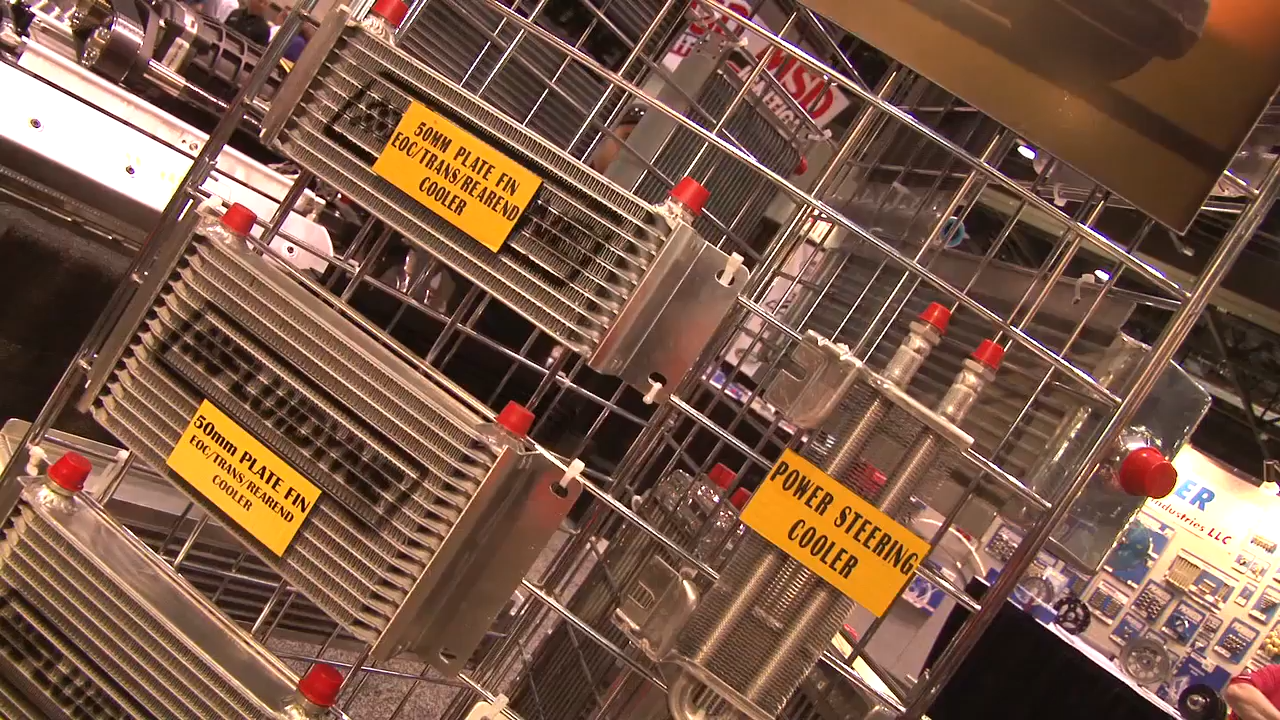 50MM PLATE FIN
EOC/TRANS/REAREND
COOLER
50mm PLATE FIN
EOC/TRANS/REAREND
COOLER
POWER STEERING
COOLER
MSD
ER
Industries LLC